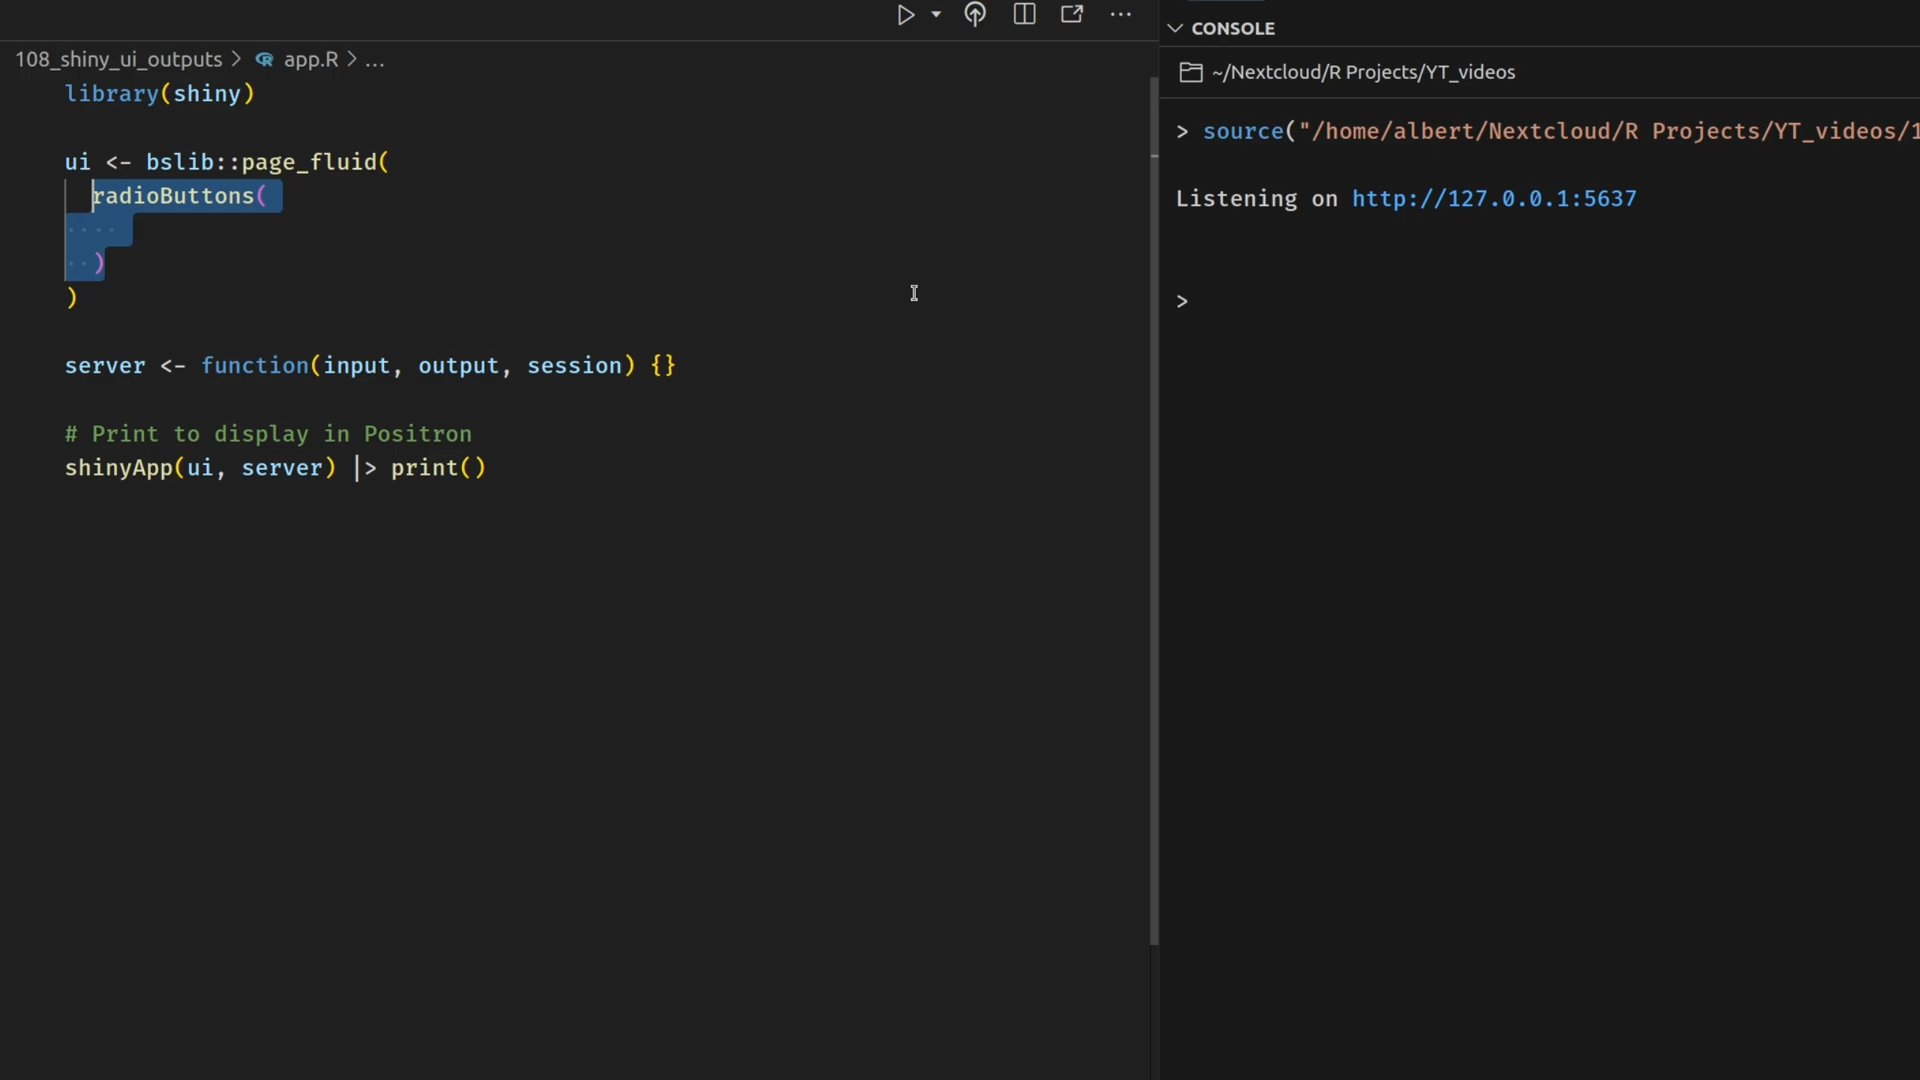 108_shiny_ui_outputs > app.R > ...
library(shiny)
ui <- bslib::page_fluid(
radioButtons(
)
)
server <- function(input, output, session) {}
# Print to display in Positron
shinyApp(ui, server) |> print()
CONSOLE
~/Nextcloud/R Projects/YT_videos
> source("/home/albert/Nextcloud/R Projects/YT_videos/1
Listening on http://127.0.0.1:5637
>